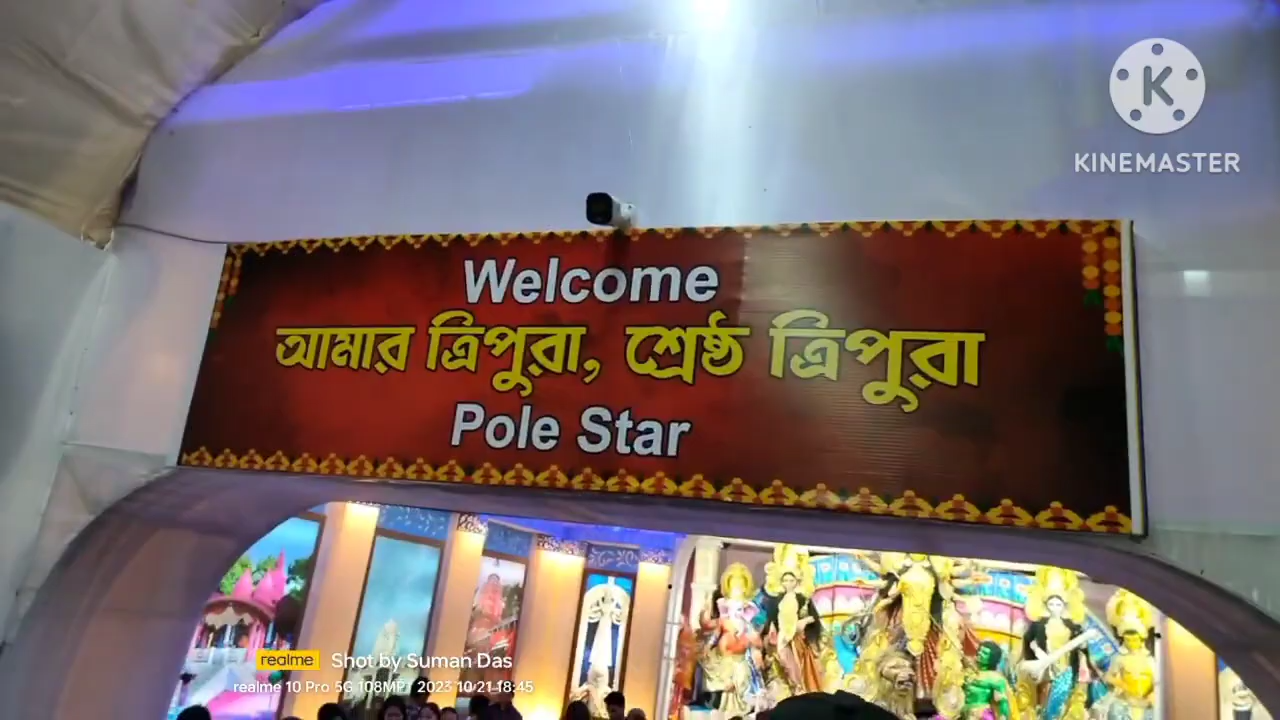 K
KINEMASTER
Welcome
আমার ত্রিপুরা, শ্রেষ্ঠ ত্রিপুরা
Pole Star
realme Shot by Suman Das
realme 10 Pro 5G 108MP/ 2023 10 21 18:45